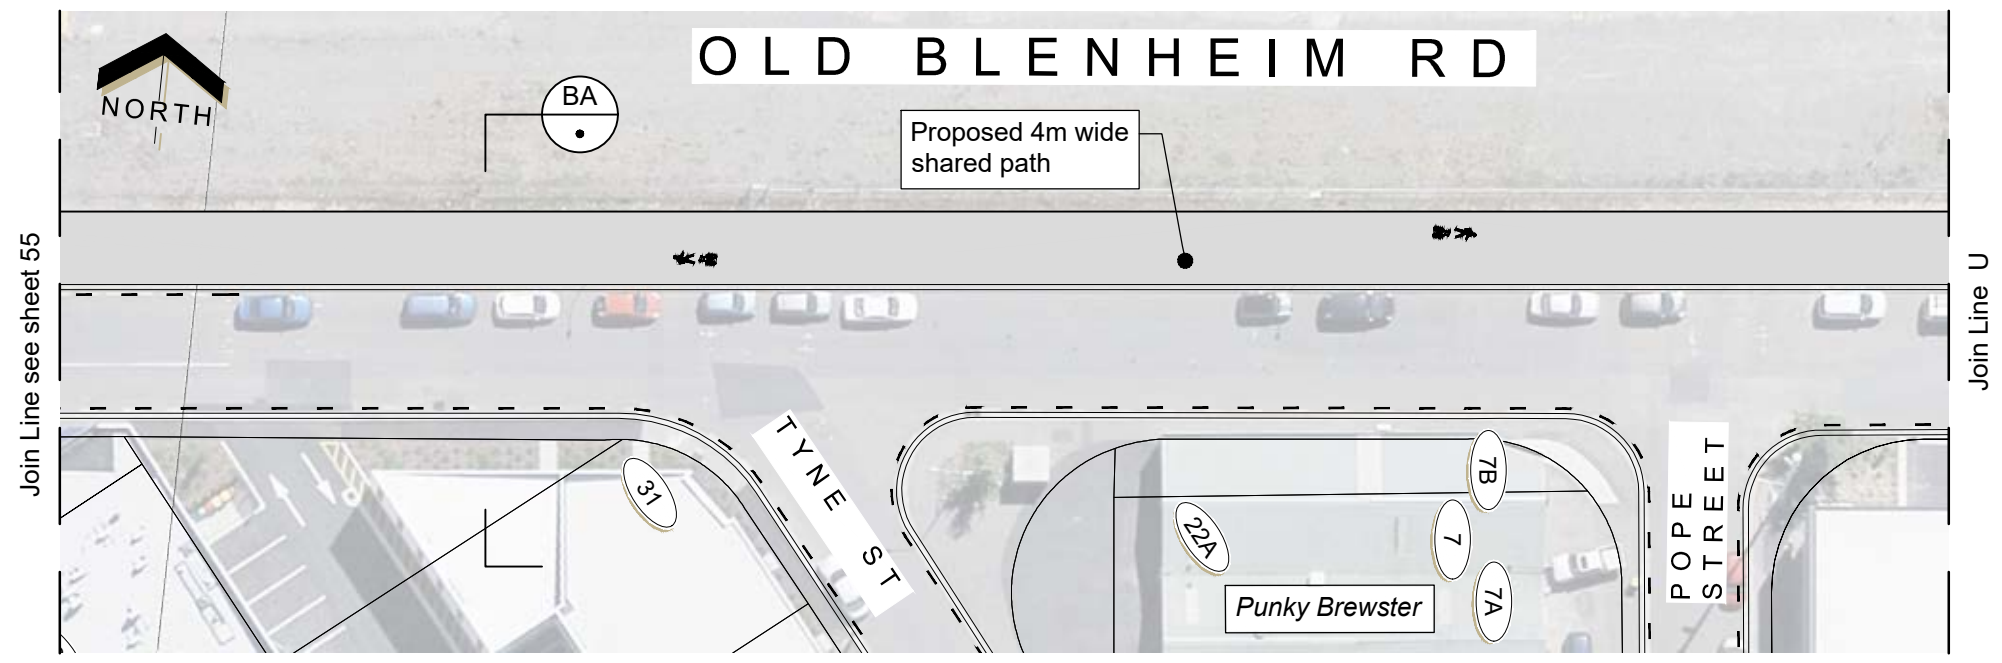 OLD BLENHEIM RD
NORTH
BA
Proposed 4m wide
shared path
Join Line see sheet 55
Join Line U
TYNE ST
POPE
STREET
31
22A
7B
7
7A
Punky Brewster